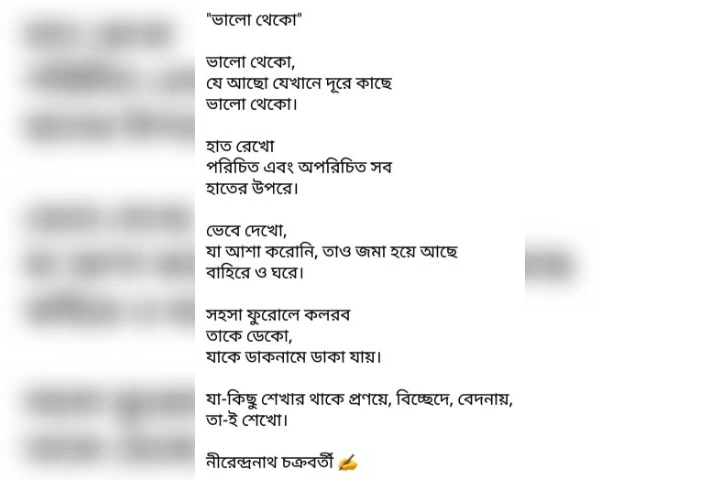 "ভালো থেকো"
ভালো থেকো,
যে আছো যেখানে দূরে কাছে
ভালো থেকো।
হাত রেখো
পরিচিত এবং অপরিচিত সব
হাতের উপরে।
ভেবে দেখো,
যা আশা করোনি, তাও জমা হয়ে আছে
বাহিরে ও ঘরে।
সহসা ফুরোলে কলরব
তাকে ডেকো,
যাকে ডাকনামে ডাকা যায়।
যা-কিছু শেখার থাকে প্রণয়ে, বিচ্ছেদে, বেদনায়,
তা-ই শেখো।
নীরেন্দ্রনাথ চক্রবর্তী ✍️